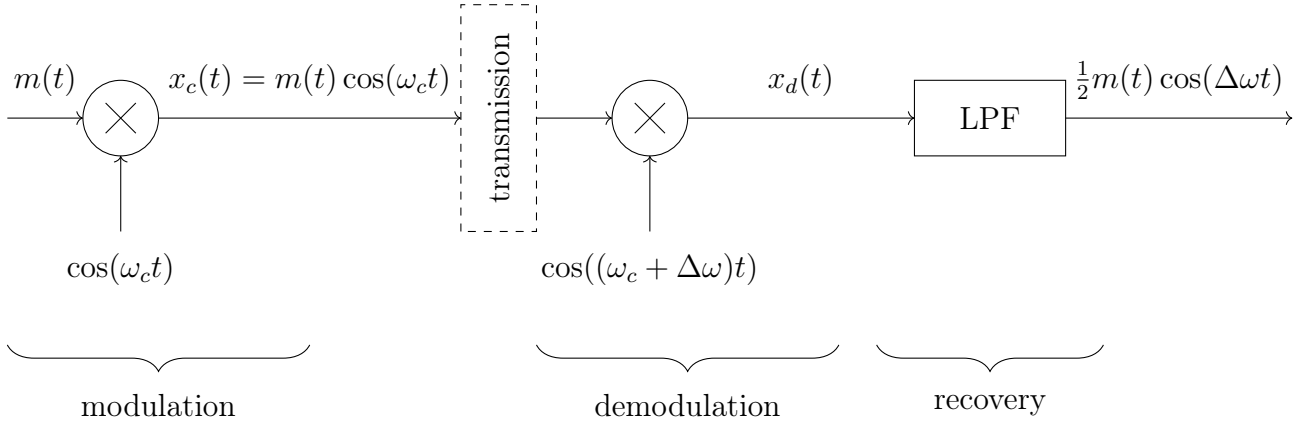 m(t)
x_c(t) = m(t) cos(ω_c t)
transmission
x_d(t)
LPF
½m(t) cos(Δωt)
cos(ω_c t)
cos((ω_c + Δω)t)
modulation
demodulation
recovery